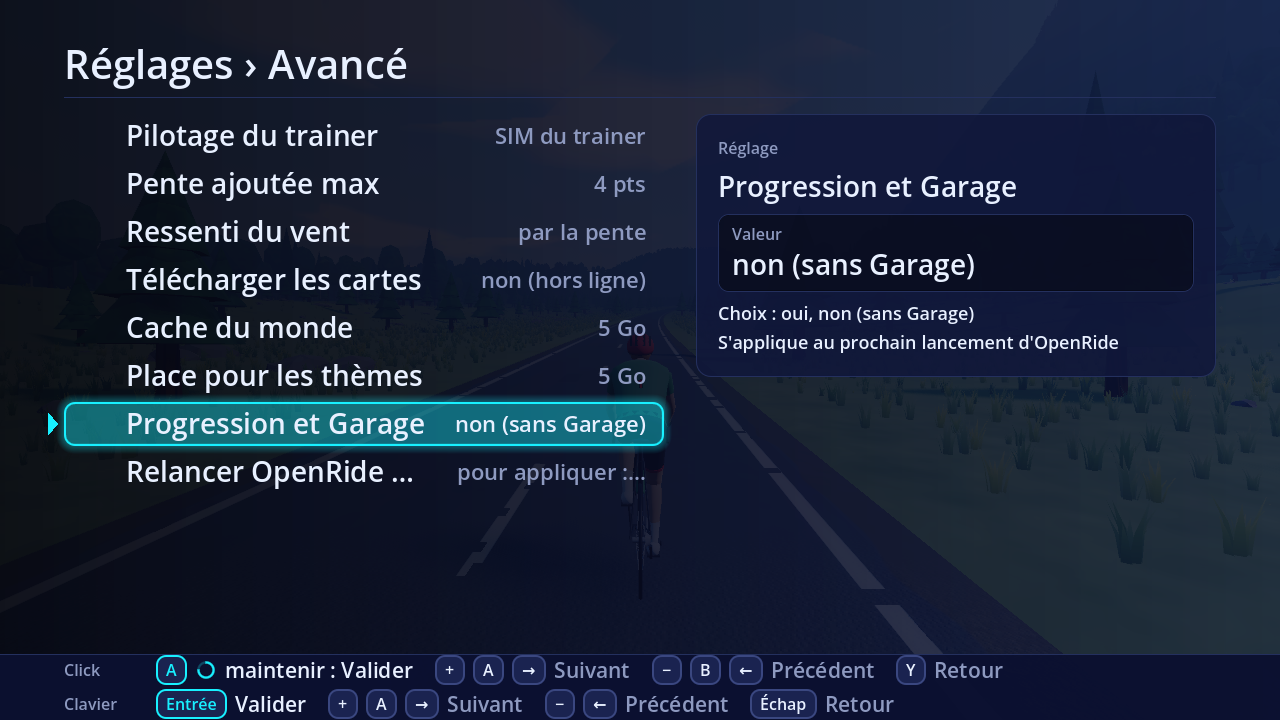 Réglages › Avancé
Pilotage du trainer SIM du trainer
Pente ajoutée max 4 pts
Ressenti du vent par la pente
Télécharger les cartes non (hors ligne)
Cache du monde 5 Go
Place pour les thèmes 5 Go
Progression et Garage non (sans Garage)
Relancer OpenRide ... pour appliquer :...
Réglage
Progression et Garage
Valeur
non (sans Garage)
Choix : oui, non (sans Garage)
S'applique au prochain lancement d'OpenRide
Click A maintenir : Valider + A → Suivant − B ← Précédent Y Retour
Clavier Entrée Valider + A → Suivant − ← Précédent Échap Retour